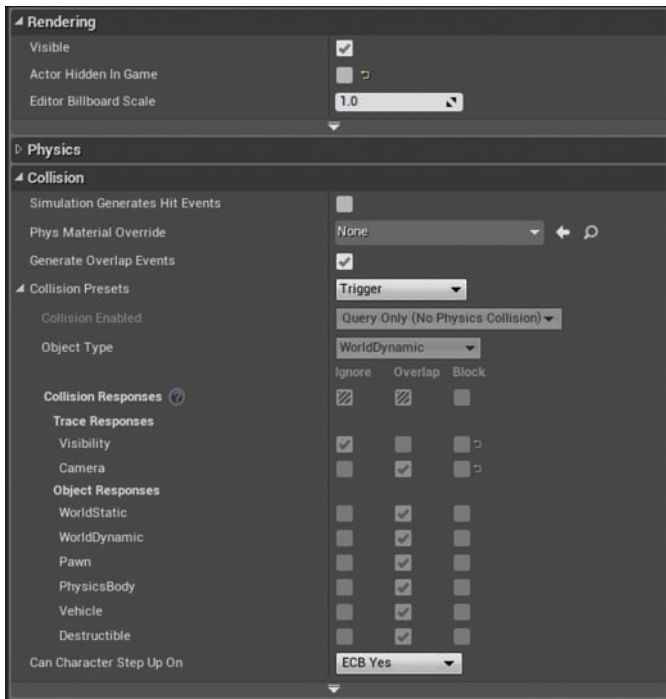 Rendering
Visible
Actor Hidden In Game
Editor Billboard Scale 1.0
Physics
Collision
Simulation Generates Hit Events
Phys Material Override None
Generate Overlap Events
Collision Presets Trigger
Collision Enabled Query Only (No Physics Collision)
Object Type WorldDynamic
Ignore Overlap Block
Collision Responses ?
Trace Responses
Visibility
Camera
Object Responses
WorldStatic
WorldDynamic
Pawn
PhysicsBody
Vehicle
Destructible
Can Character Step Up On ECB Yes